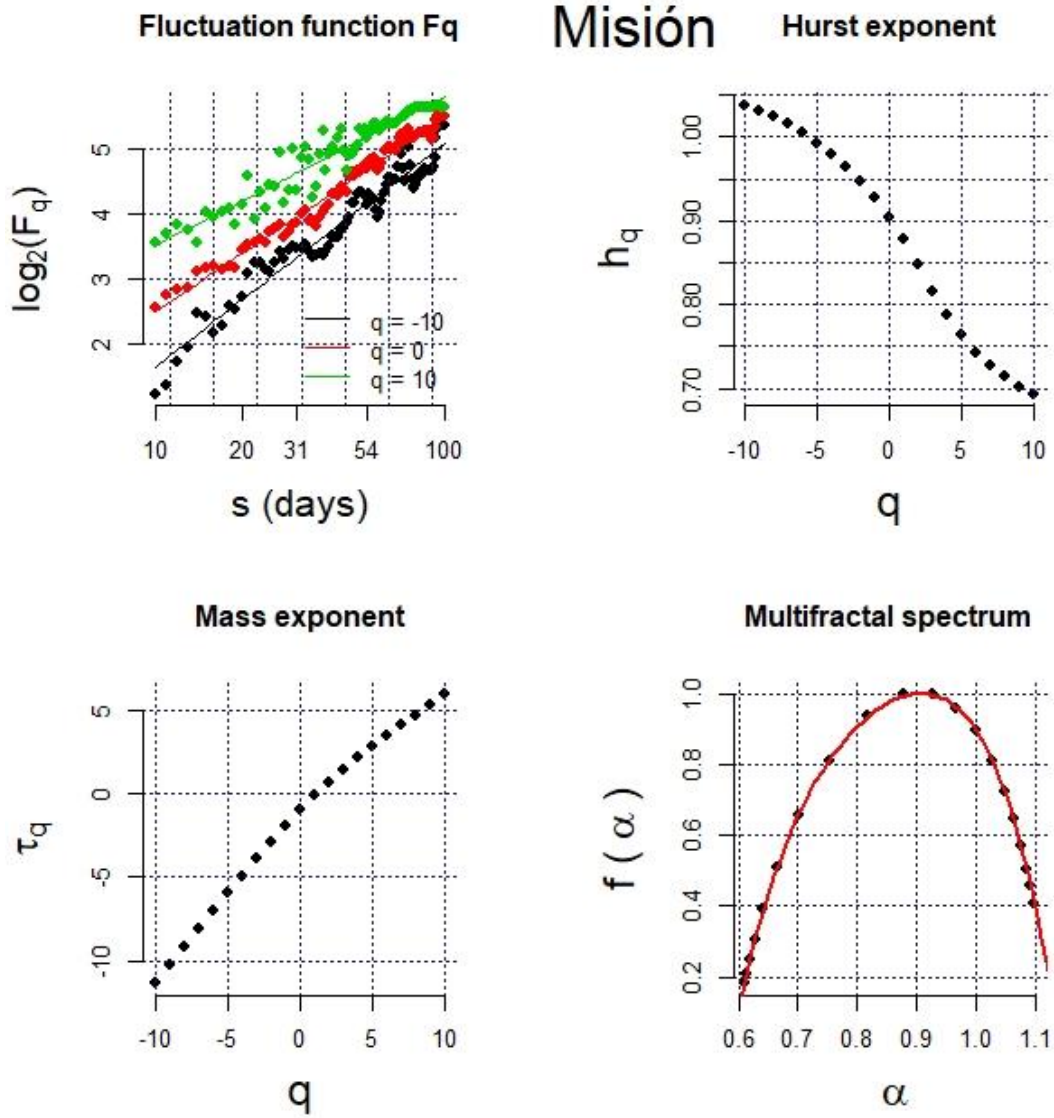 Misión
Fluctuation function Fq
log₂(F_q)
5
4
3
2
q = -10
q = 0
q = 10
10 20 31 54 100
s (days)
Hurst exponent
h_q
1.00
0.90
0.80
0.70
-10 -5 0 5 10
q
Mass exponent
τ_q
5
0
-5
-10
-10 -5 0 5 10
q
Multifractal spectrum
f ( α )
1.0
0.8
0.6
0.4
0.2
0.6 0.7 0.8 0.9 1.0 1.1
α